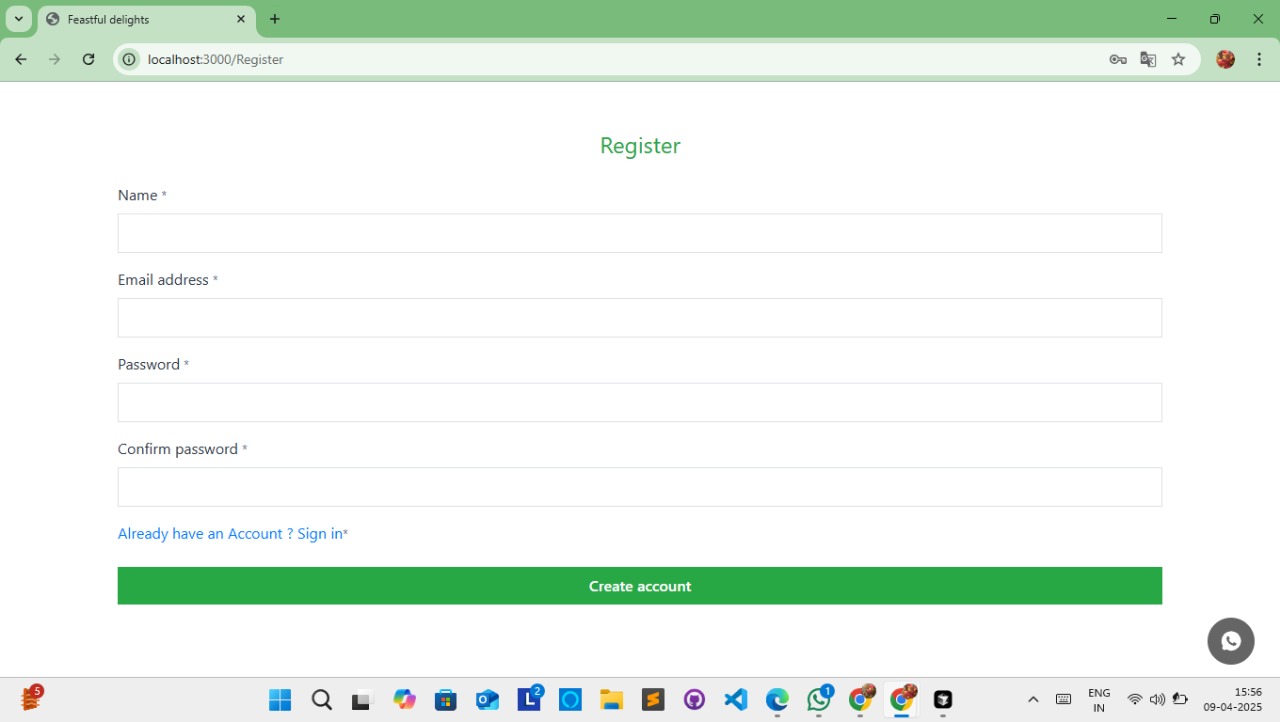 Feastful delights
localhost:3000/Register
Register
Name *
Email address *
Password *
Confirm password *
Already have an Account ? Sign in*
Create account
5
2
1
ENG
IN
15:56
09-04-2025